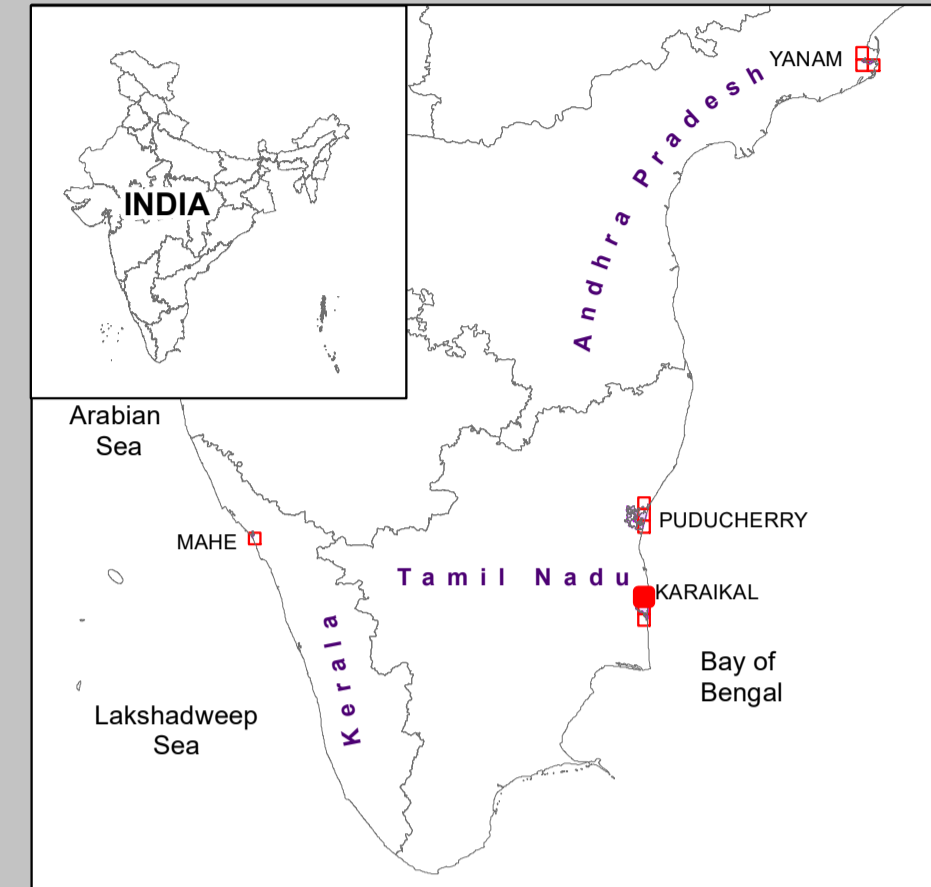 INDIA
YANAM
Andhra Pradesh
Arabian
Sea
PUDUCHERRY
MAHE
Tamil Nadu
KARAIKAL
Kerala
Bay of
Bengal
Lakshadweep
Sea